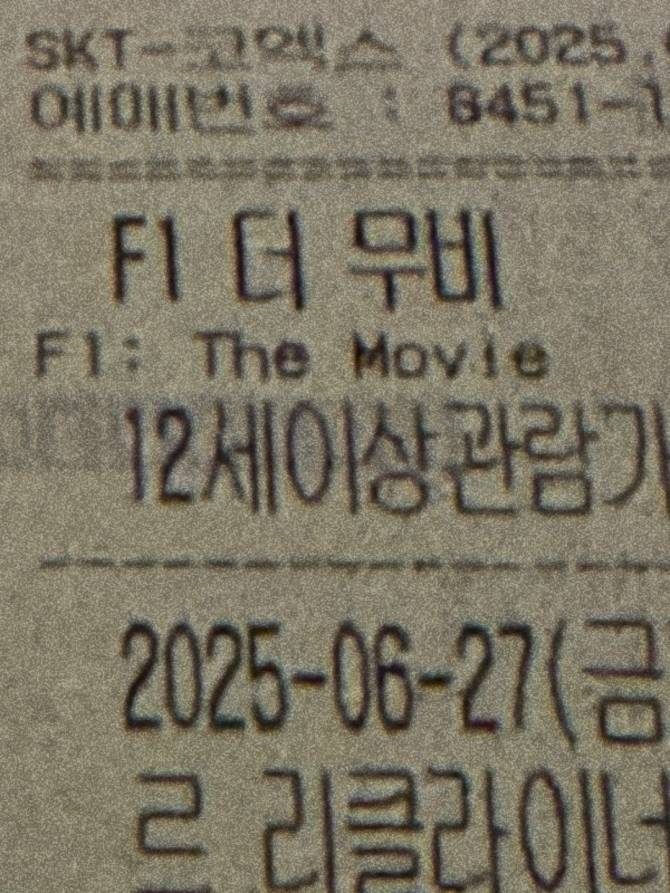 SKT-코엑스 (2025.
예매번호 : 8451-1
F1 더 무비
F1: The Movie
12세이상관람가
2025-06-27(금
르 리클라이너